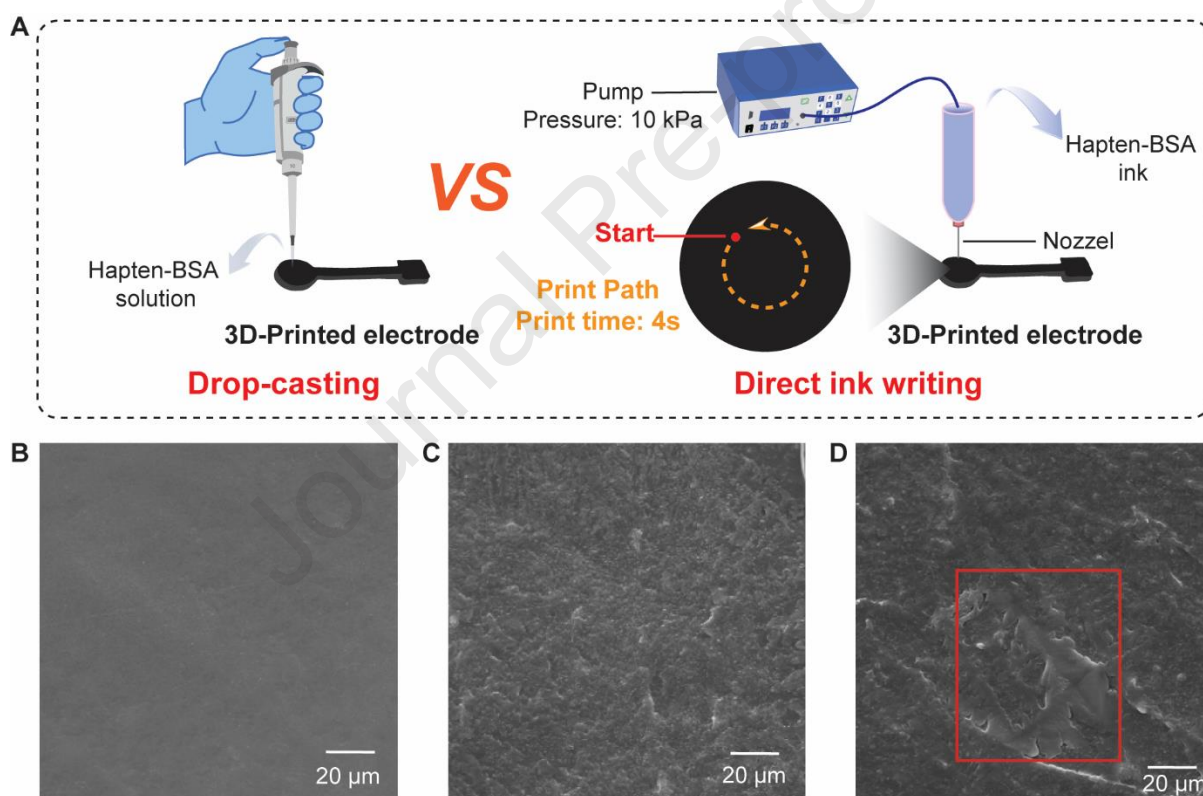 A
Pump
Pressure: 10 kPa
Hapten-BSA
ink
VS
Start
Nozzel
Hapten-BSA
solution
Print Path
Print time: 4s
3D-Printed electrode
3D-Printed electrode
Drop-casting
Direct ink writing
Journal Pre-pro
B
C
D
20 µm
20 µm
20 µm